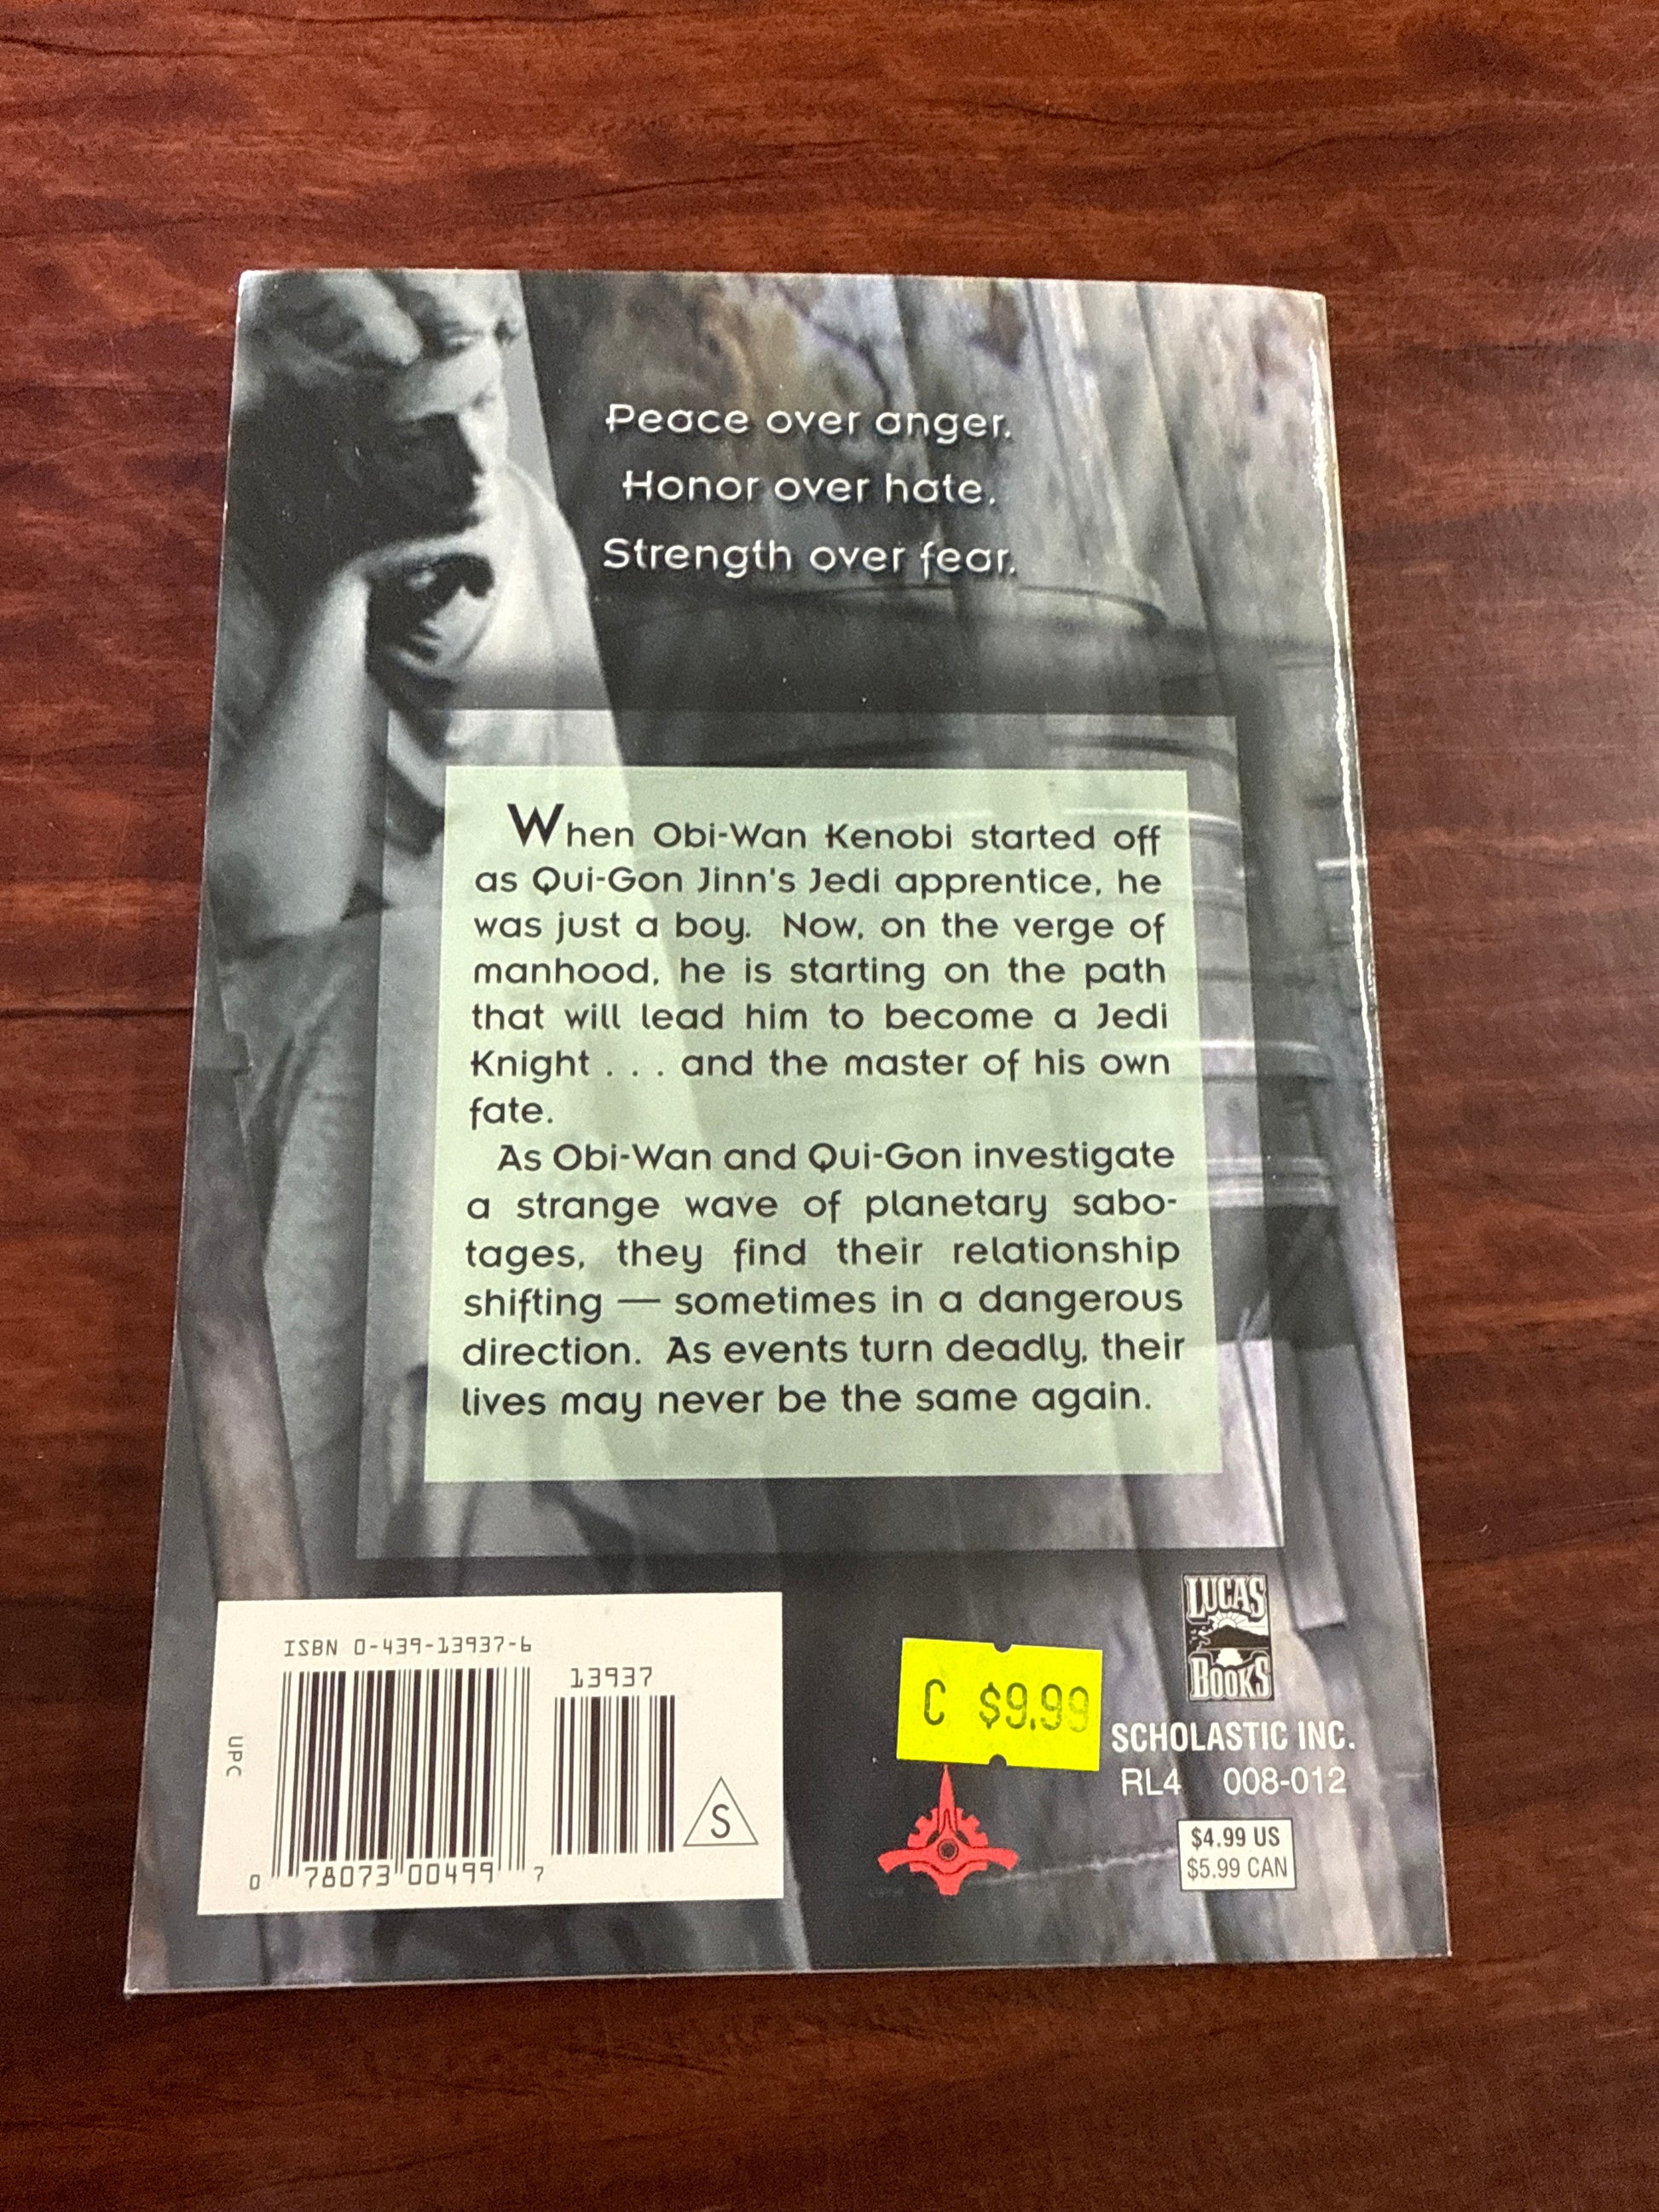 Peace over anger.
Honor over hate.
Strength over fear.
When Obi-Wan Kenobi started off
as Qui-Gon Jinn's Jedi apprentice, he
was just a boy. Now, on the verge of
manhood, he is starting on the path
that will lead him to become a Jedi
Knight . . . and the master of his own
fate.
As Obi-Wan and Qui-Gon investigate
a strange wave of planetary sabo-
tages, they find their relationship
shifting — sometimes in a dangerous
direction. As events turn deadly, their
lives may never be the same again.
ISBN 0-439-13937-6
13937
UPC
0 78073 00499 7
S
C $9.99
LUCAS
BOOKS
SCHOLASTIC INC.
RL4 008-012
$4.99 US
$5.99 CAN